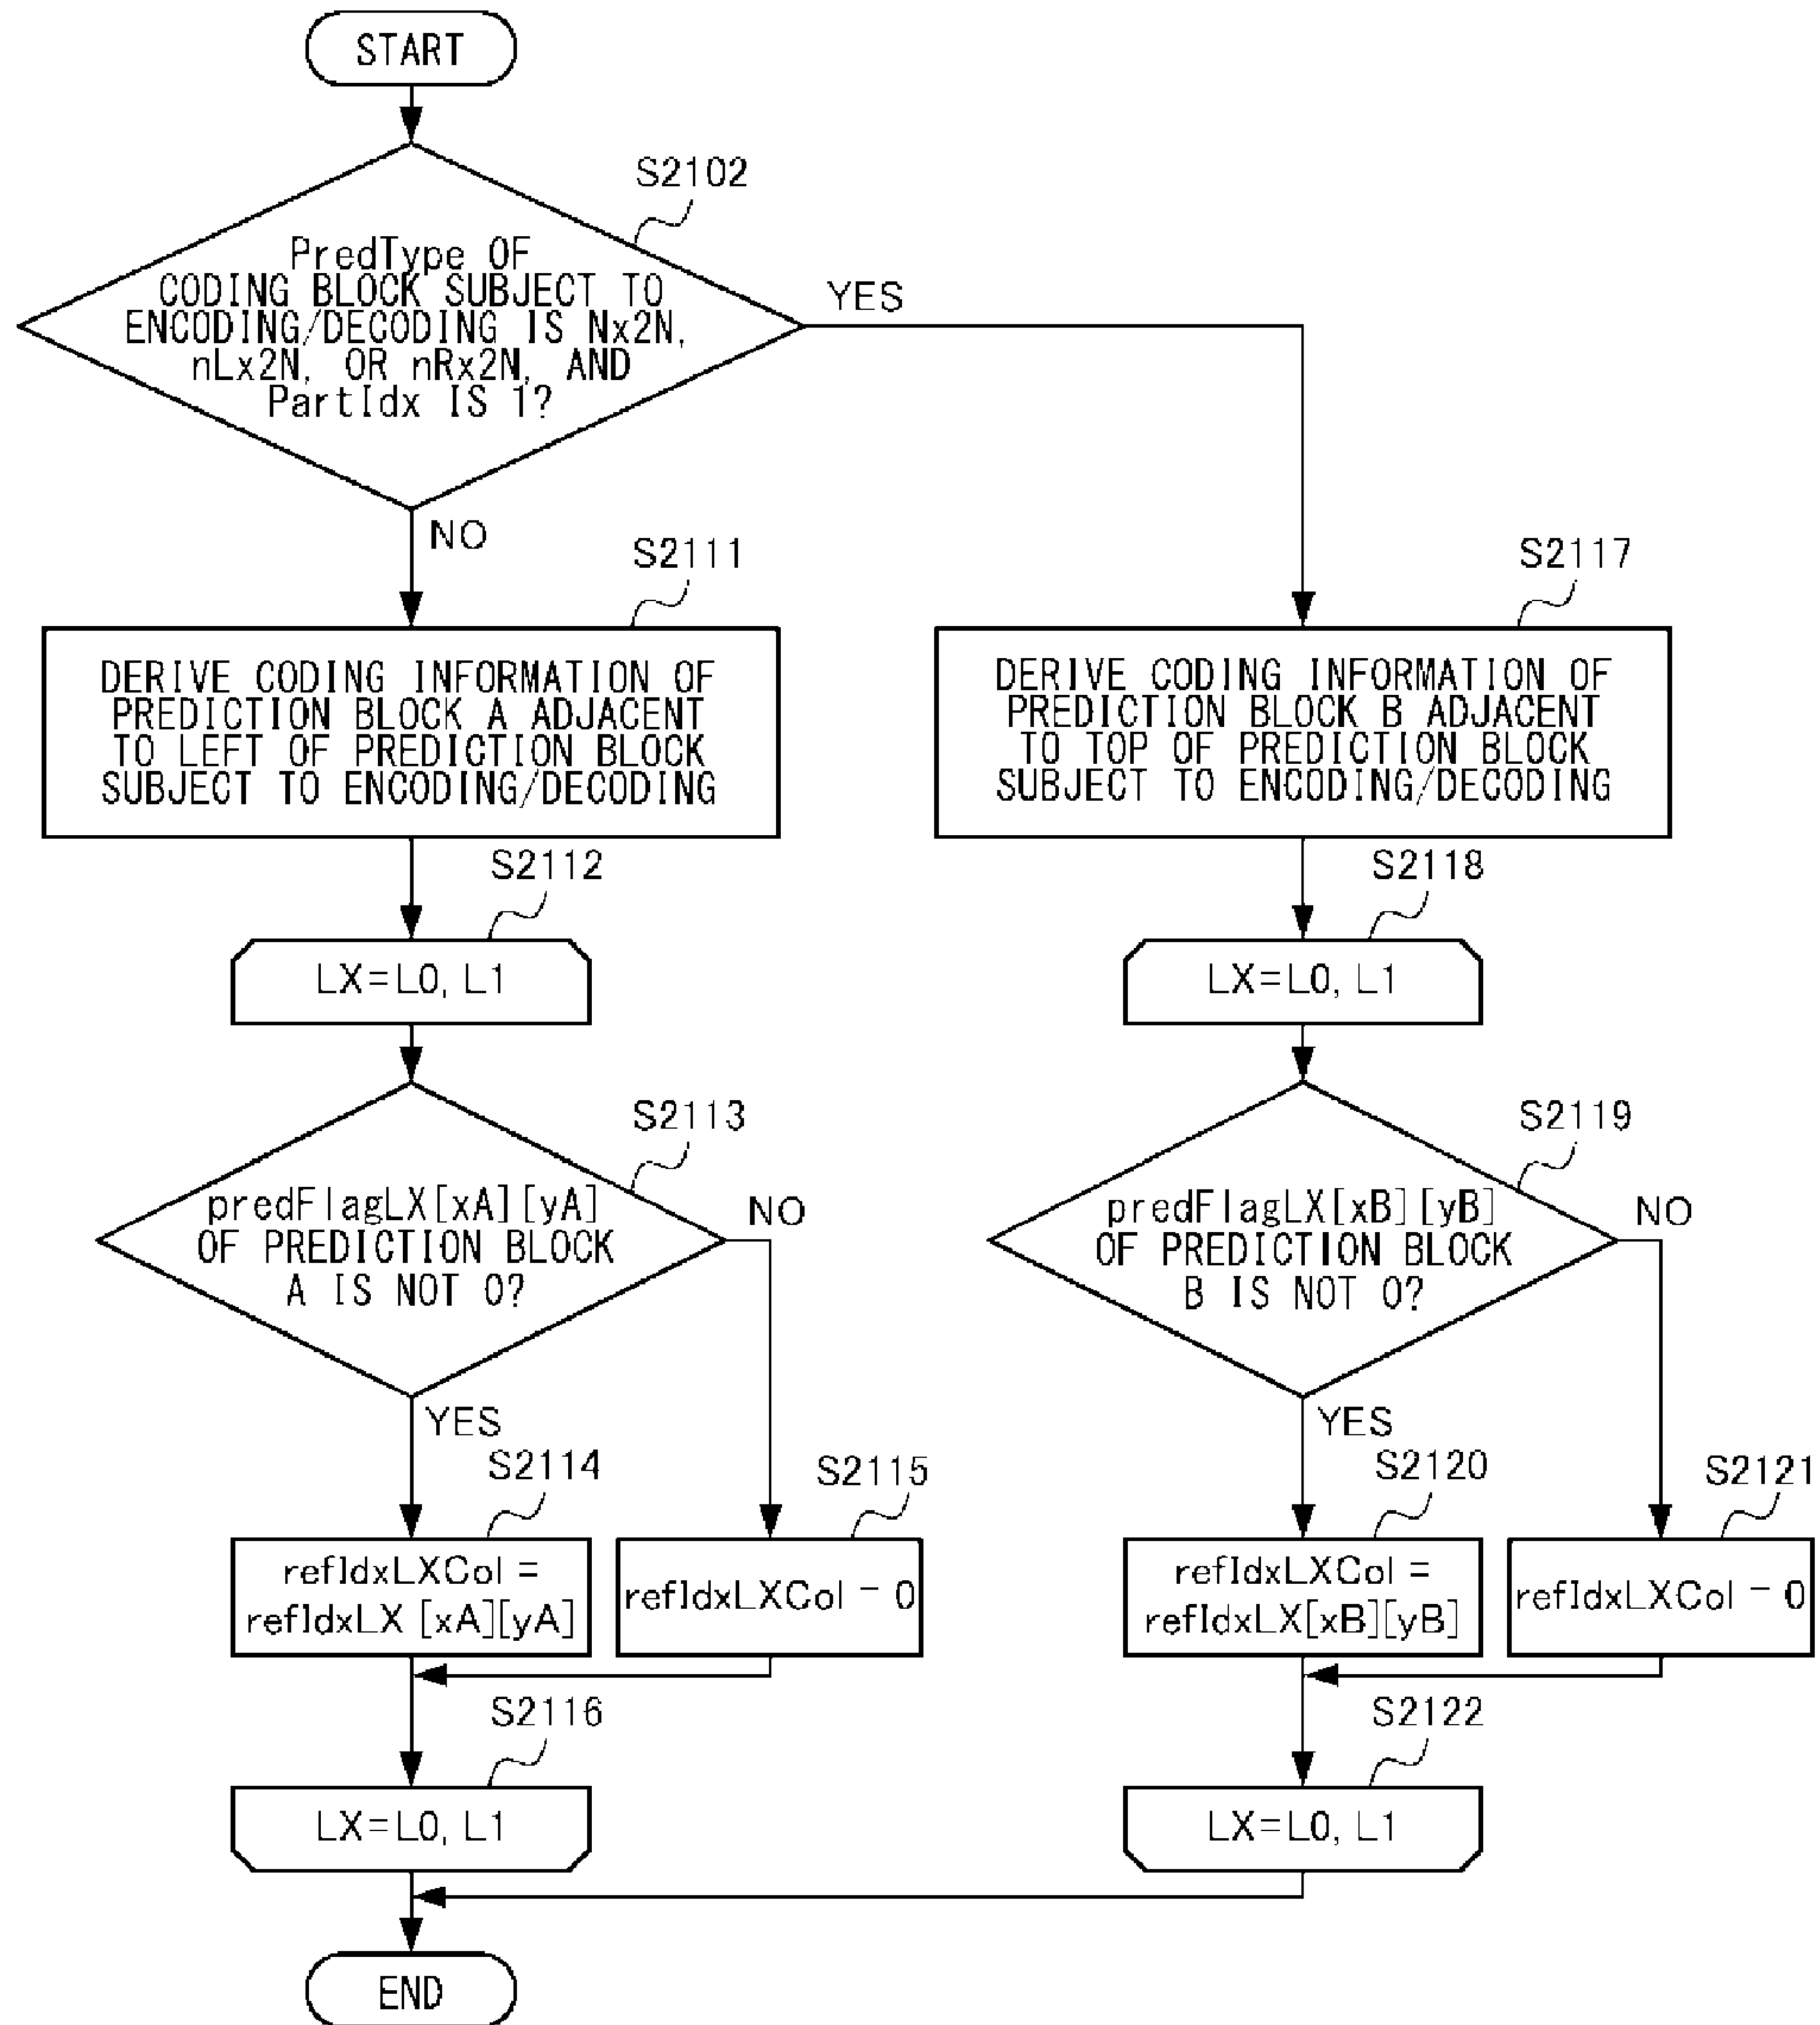 START
S2102
PredType OF
CODING BLOCK SUBJECT TO
ENCODING/DECODING IS Nx2N,
nLx2N, OR nRx2N, AND
PartIdx IS 1?
YES
NO
S2111
DERIVE CODING INFORMATION OF
PREDICTION BLOCK A ADJACENT
TO LEFT OF PREDICTION BLOCK
SUBJECT TO ENCODING/DECODING
S2117
DERIVE CODING INFORMATION OF
PREDICTION BLOCK B ADJACENT
TO TOP OF PREDICTION BLOCK
SUBJECT TO ENCODING/DECODING
S2112
LX=L0, L1
S2118
LX=L0, L1
S2113
predFlagLX[xA][yA]
OF PREDICTION BLOCK
A IS NOT 0?
NO
YES
S2119
predFlagLX[xB][yB]
OF PREDICTION BLOCK
B IS NOT 0?
NO
YES
S2114
refIdxLXCol =
refIdxLX [xA][yA]
S2115
refIdxLXCol = 0
S2120
refIdxLXCol =
refIdxLX[xB][yB]
S2121
refIdxLXCol = 0
S2116
LX=L0, L1
S2122
LX=L0, L1
END